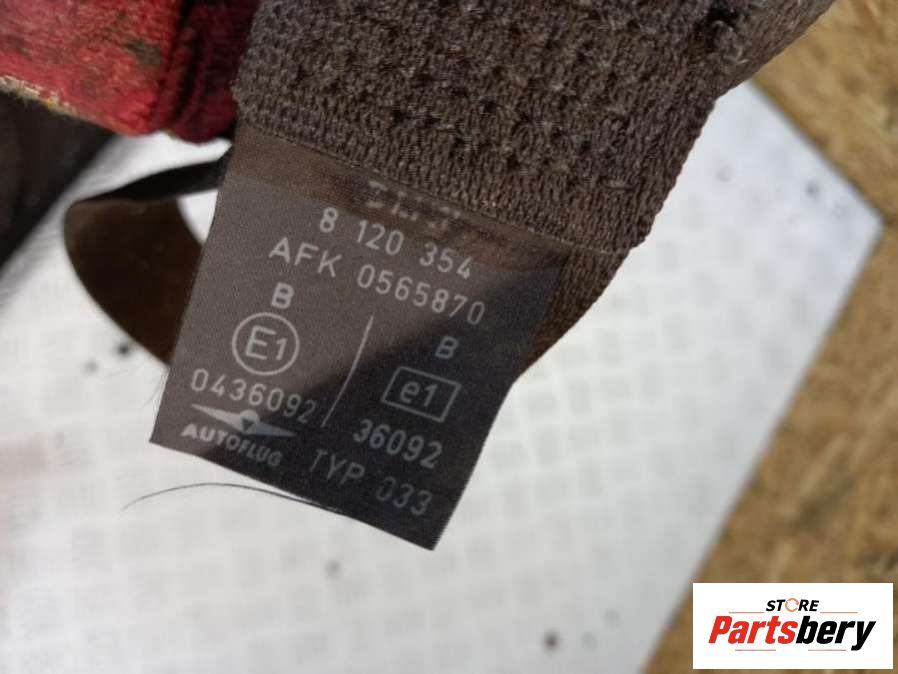 8 120 354
AFK 0565870
B
E1
0436092
AUTOFLUG
B
e1
36092
TYP 033
STORE
Partsbery